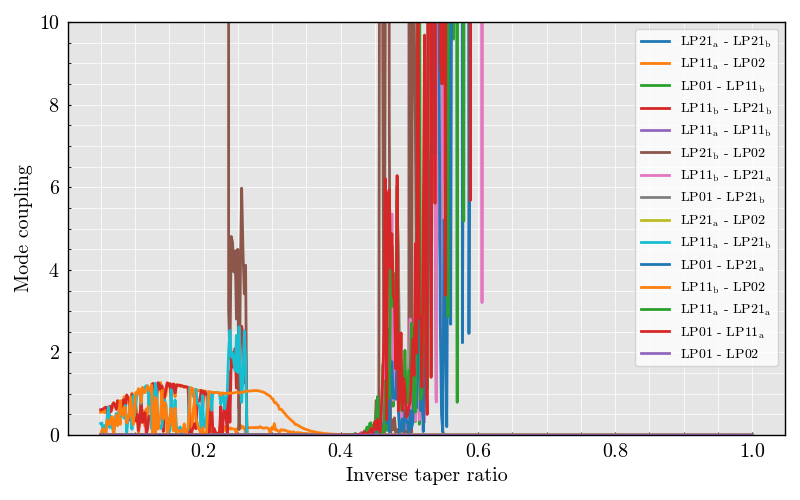 10
8
6
4
2
0
Mode coupling
0.2
0.4
0.6
0.8
1.0
Inverse taper ratio
LP21a - LP21b
LP11a - LP02
LP01 - LP11b
LP11b - LP21b
LP11a - LP11b
LP21b - LP02
LP11b - LP21a
LP01 - LP21b
LP21a - LP02
LP11a - LP21b
LP01 - LP21a
LP11b - LP02
LP11a - LP21a
LP01 - LP11a
LP01 - LP02